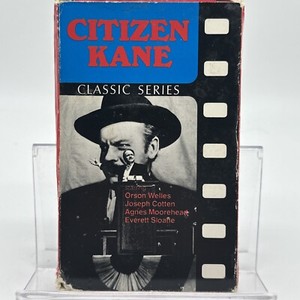 CITIZEN
KANE
CLASSIC SERIES
Orson Welles
Joseph Cotten
Agnes Moorehead
Everett Sloane